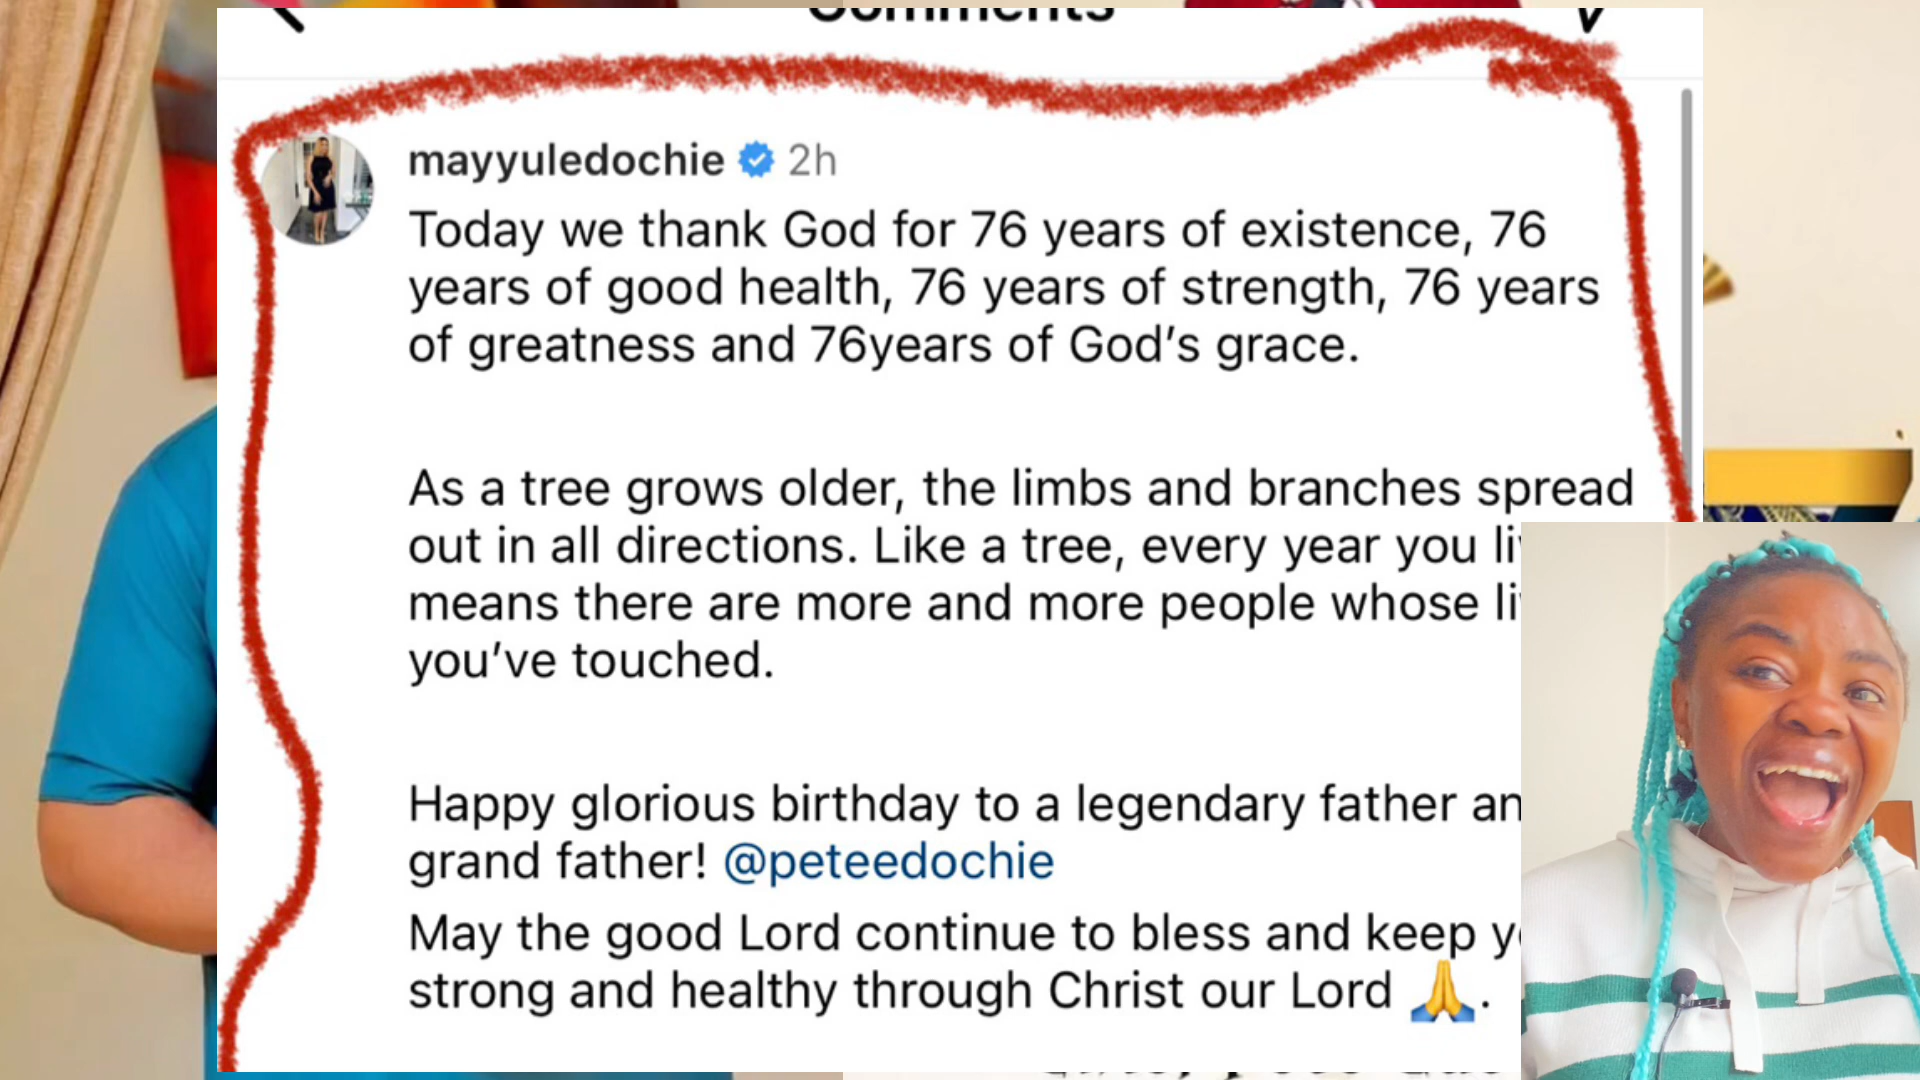 Comments
mayyuledochie 2h
Today we thank God for 76 years of existence, 76
years of good health, 76 years of strength, 76 years
of greatness and 76years of God's grace.
As a tree grows older, the limbs and branches spread
out in all directions. Like a tree, every year you
means there are more and more people whose
you've touched.
Happy glorious birthday to a legendary father
grand father! @peteedochie
May the good Lord continue to bless and keep
strong and healthy through Christ our Lord 🙏.